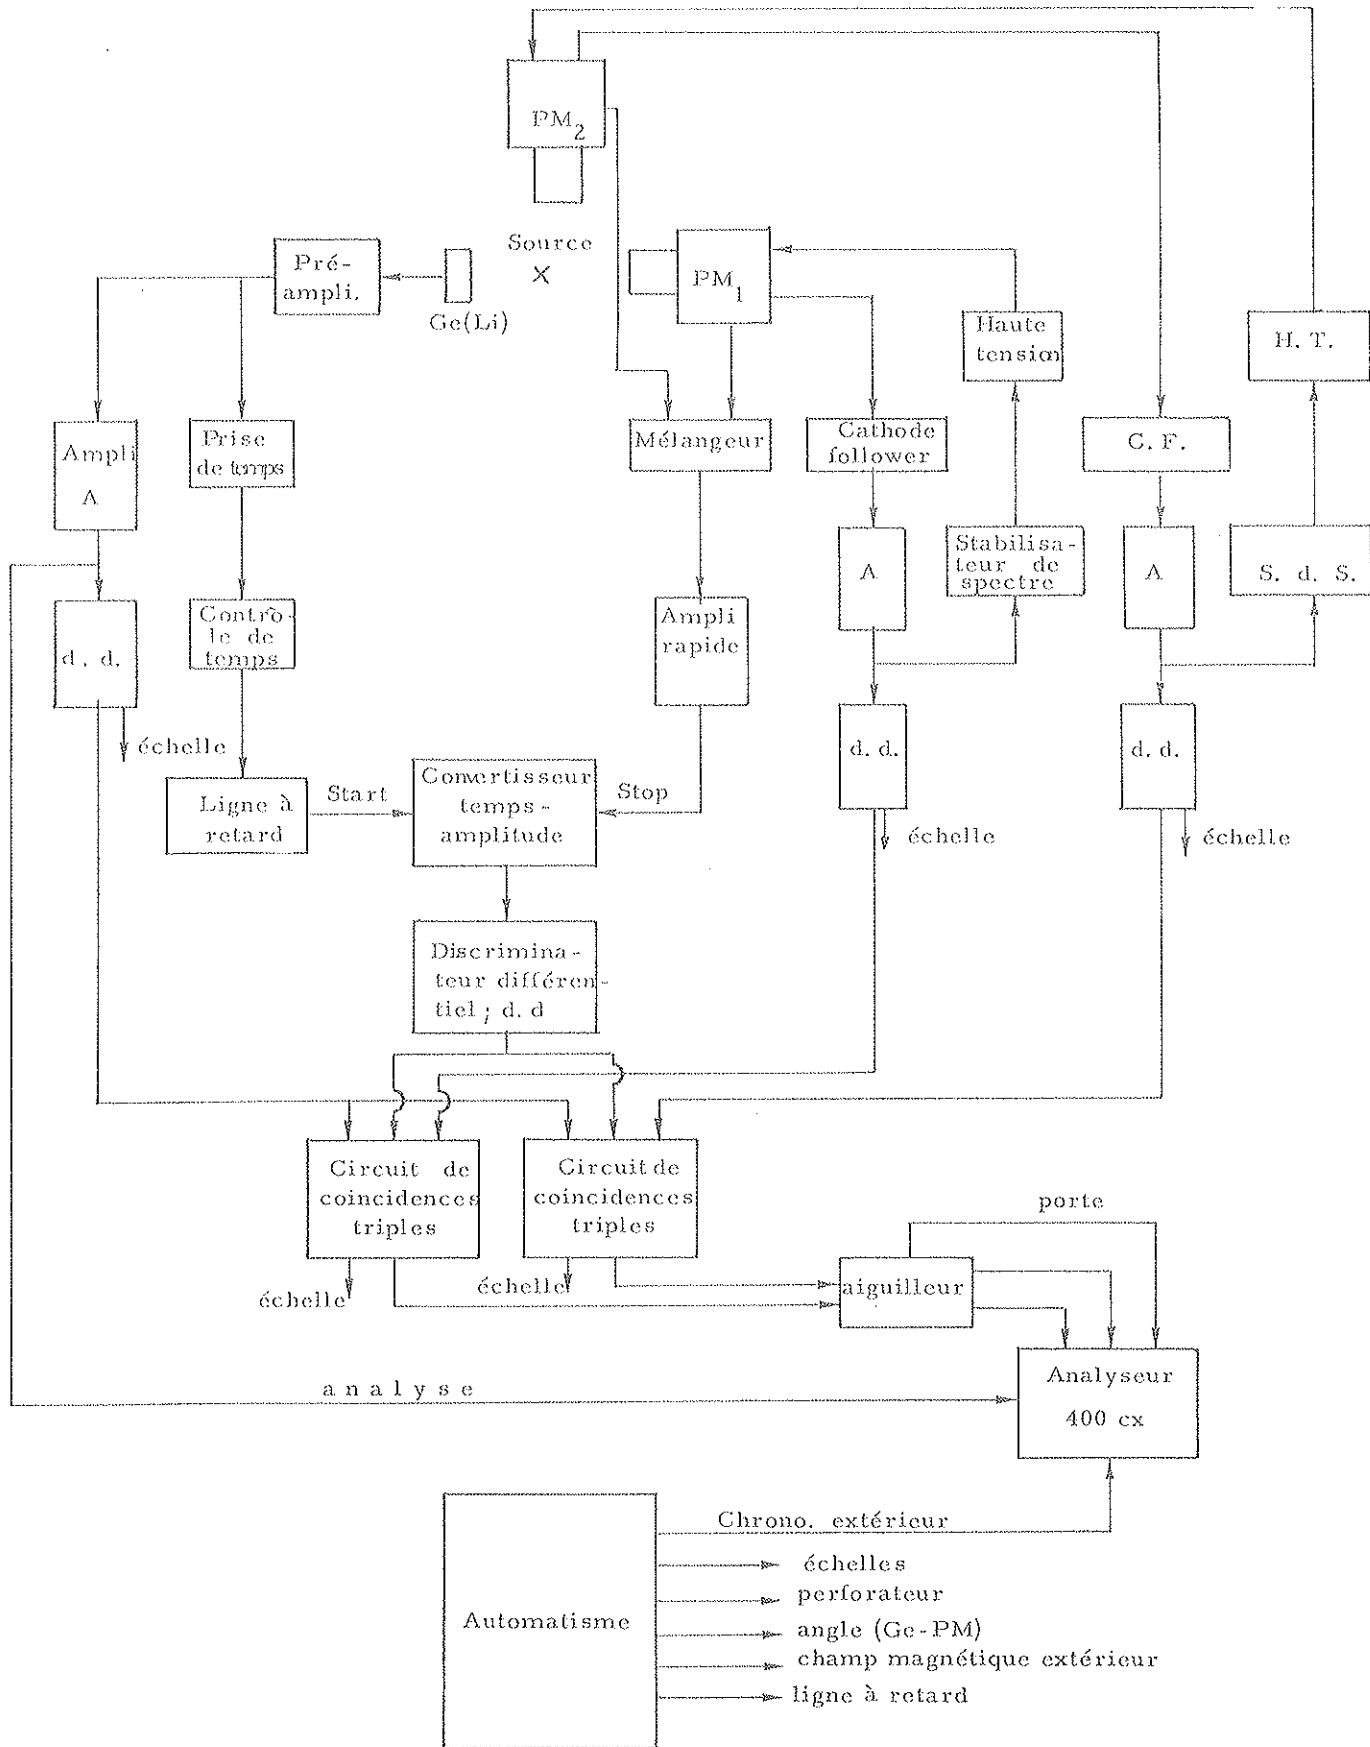 PM2
Source
X
Pré-
ampli.
Ge(Li)
PM1
Haute
tension
H. T.
Ampli
A
Prise
de temps
Mélangeur
Cathode
follower
C. F.
A
Stabilisa-
teur de
spectre
A
S. d. S.
d. d.
Contrô-
le de
temps
Ampli
rapide
échelle
d. d.
d. d.
Ligne à
retard
Start
Convertisseur
temps-
amplitude
Stop
échelle
échelle
Discrimina-
teur différen-
tiel ; d. d
Circuit de
coincidences
triples
Circuit de
coincidences
triples
porte
échelle
échelle
aiguilleur
analyse
Analyseur
400 cx
Automatisme
Chrono. extérieur
échelles
perforateur
angle (Ge-PM)
champ magnétique extérieur
ligne à retard